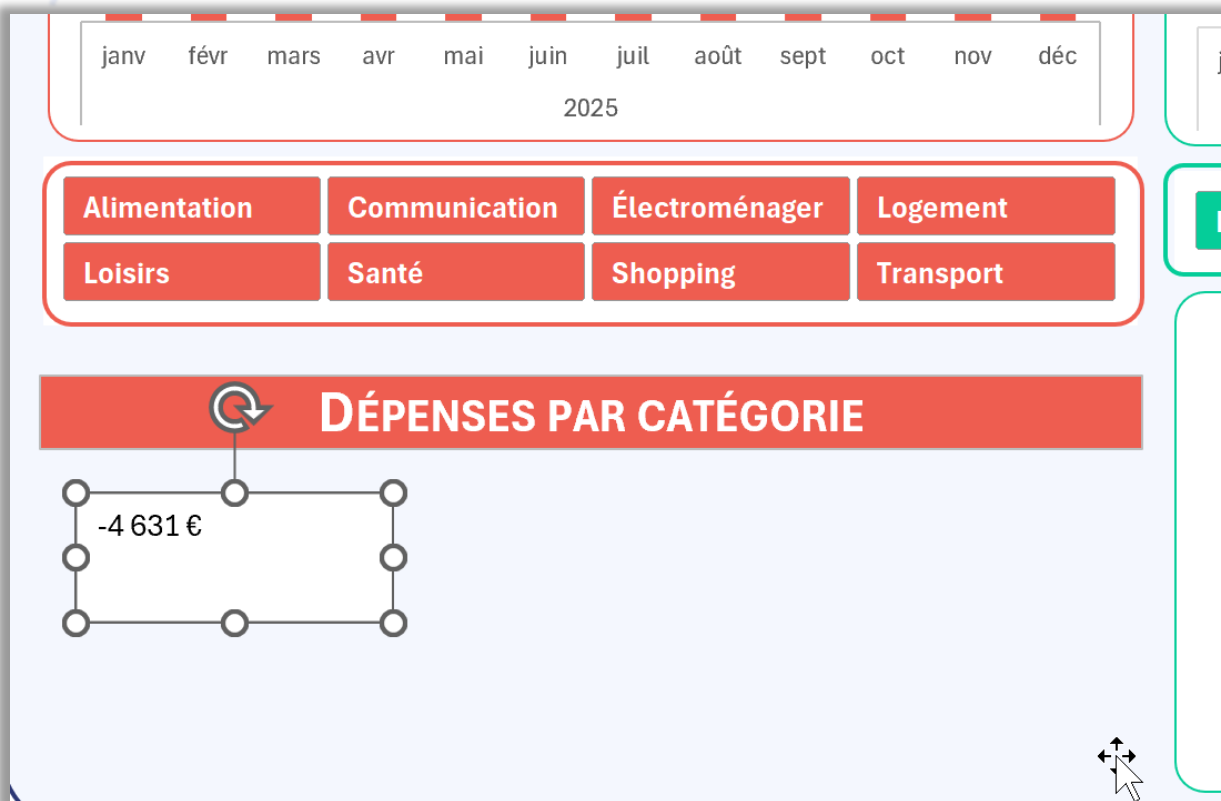 janv févr mars avr mai juin juil août sept oct nov déc
2025
Alimentation Communication Électroménager Logement
Loisirs Santé Shopping Transport
DÉPENSES PAR CATÉGORIE
-4 631 €